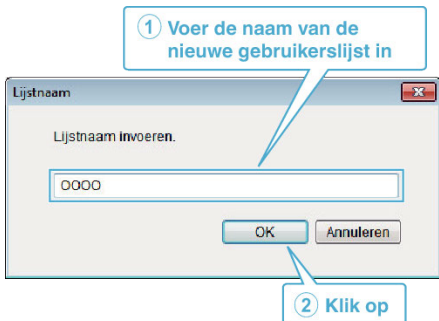 1 Voer de naam van de
nieuwe gebruikerslijst in
Lijstnaam
Lijstnaam invoeren.
OOOO
OK Annuleren
2 Klik op